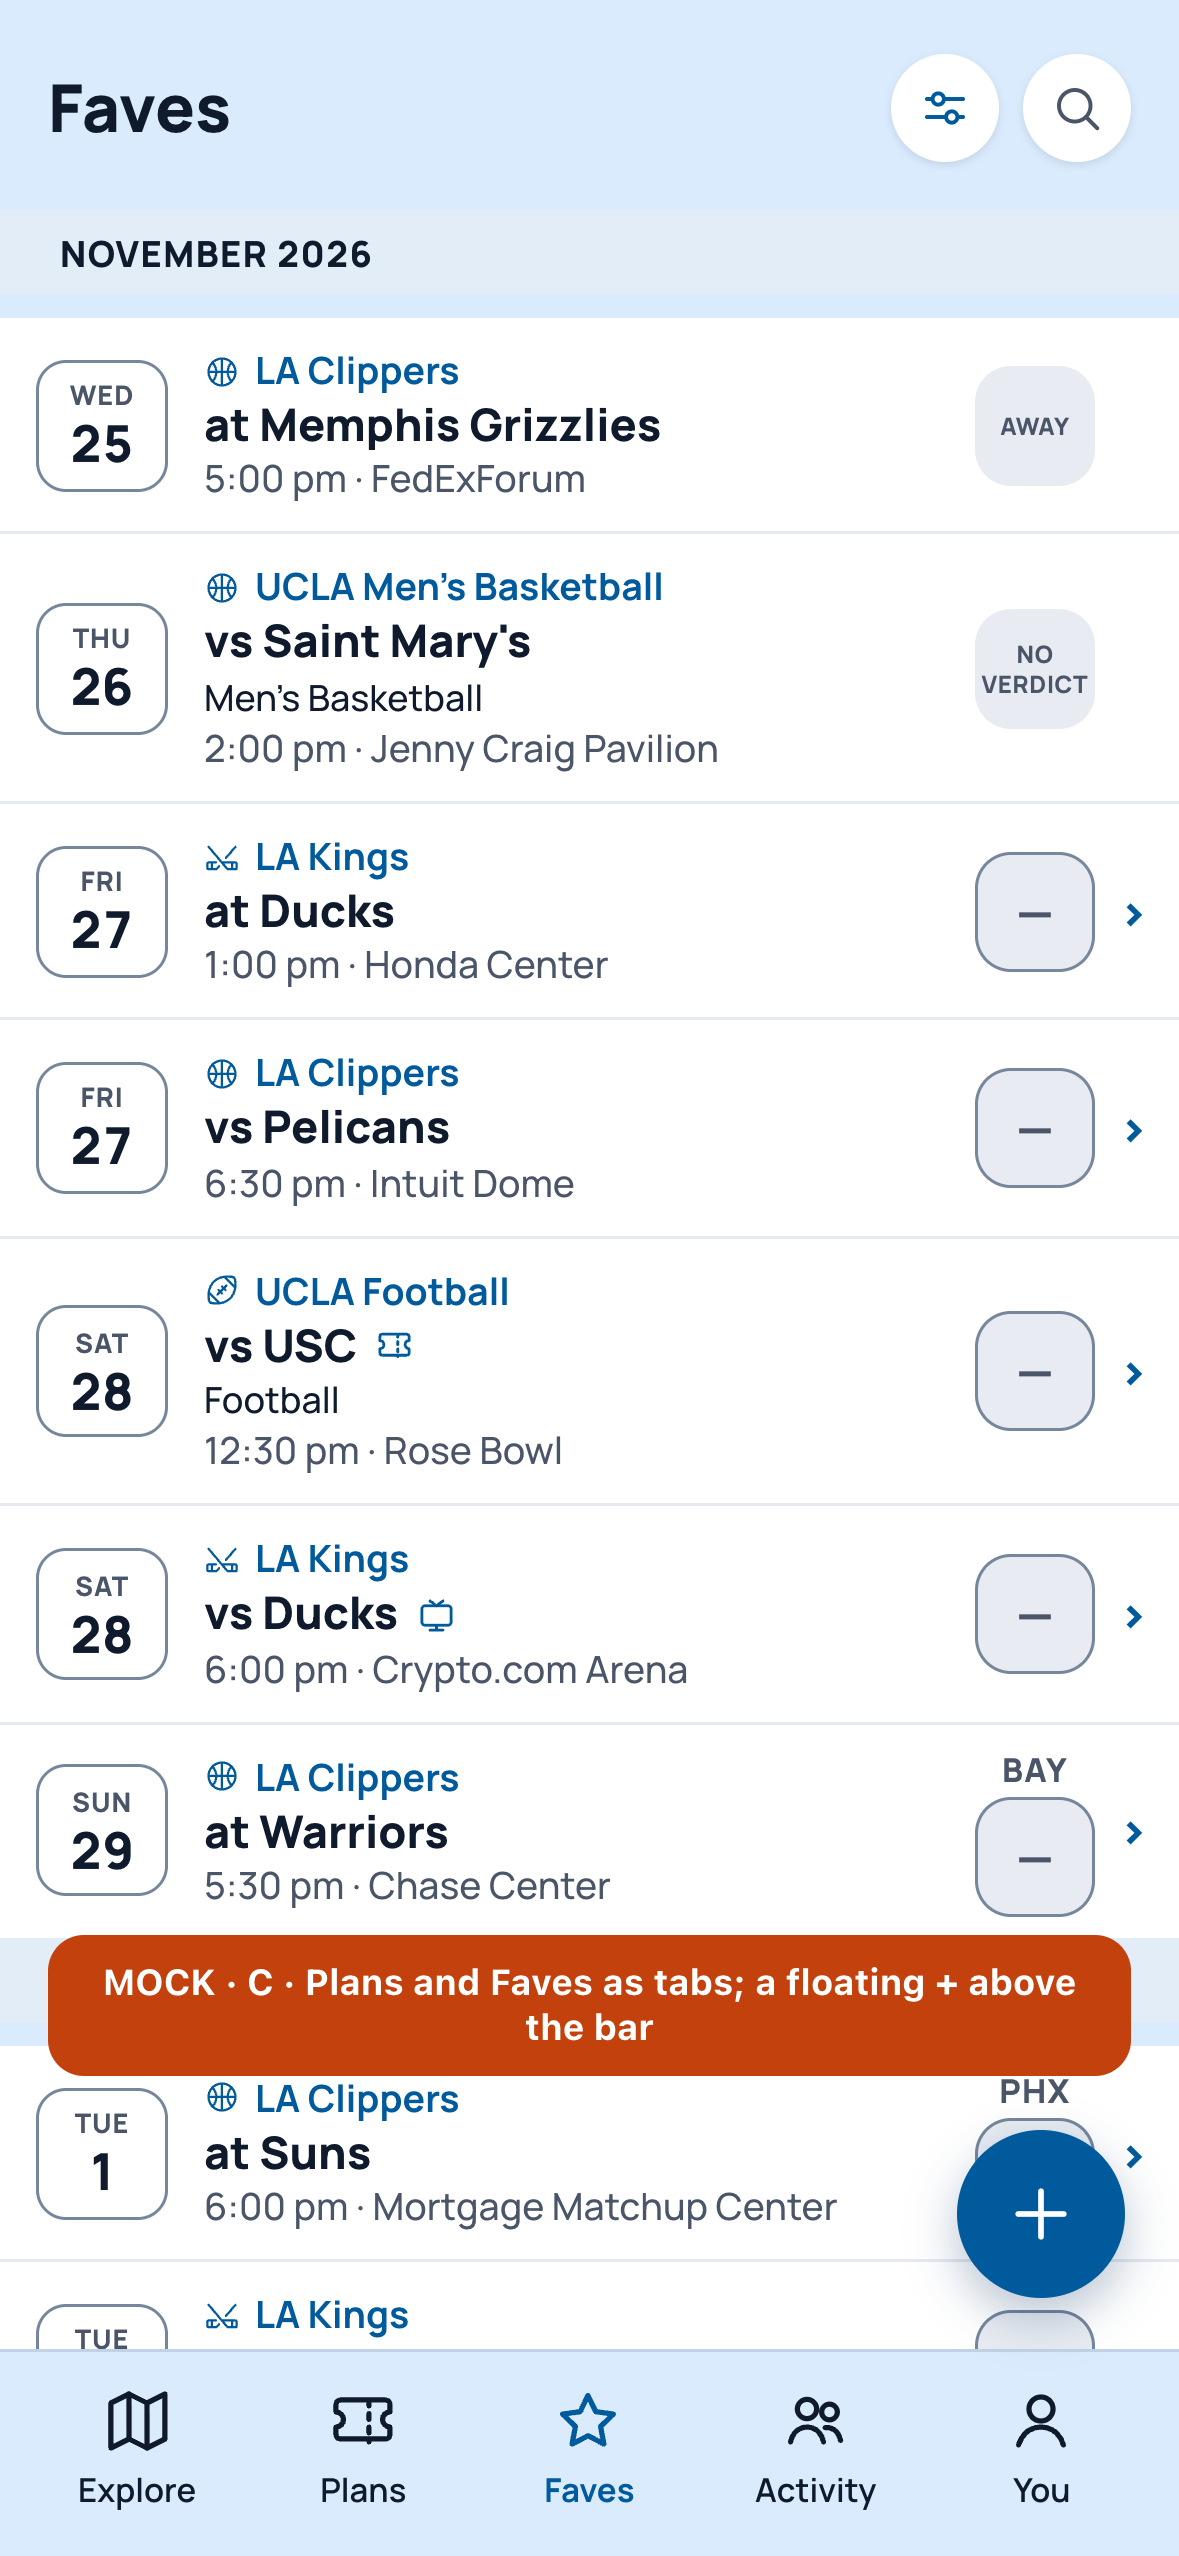 Faves
NOVEMBER 2026
WED
25
LA Clippers
at Memphis Grizzlies
5:00 pm · FedExForum
AWAY
THU
26
UCLA Men's Basketball
vs Saint Mary's
Men's Basketball
2:00 pm · Jenny Craig Pavilion
NO
VERDICT
FRI
27
LA Kings
at Ducks
1:00 pm · Honda Center
–
FRI
27
LA Clippers
vs Pelicans
6:30 pm · Intuit Dome
–
SAT
28
UCLA Football
vs USC
Football
12:30 pm · Rose Bowl
–
SAT
28
LA Kings
vs Ducks
6:00 pm · Crypto.com Arena
–
SUN
29
LA Clippers
at Warriors
5:30 pm · Chase Center
BAY
–
MOCK · C · Plans and Faves as tabs; a floating + above
the bar
TUE
1
LA Clippers
at Suns
6:00 pm · Mortgage Matchup Center
PHX
TUE
LA Kings
Explore
Plans
Faves
Activity
You